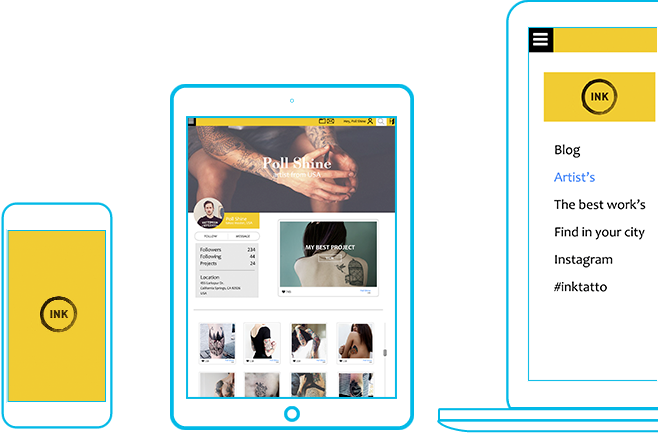 INK
Hey, Poll Shine
Poll Shine
artist from USA
Poll Shine
FOLLOW
MESSAGE
Followers 234
Following 44
Projects 24
Location
USA
MY BEST PROJECT
INK
Blog
Artist’s
The best work’s
Find in your city
Instagram
#inktatto